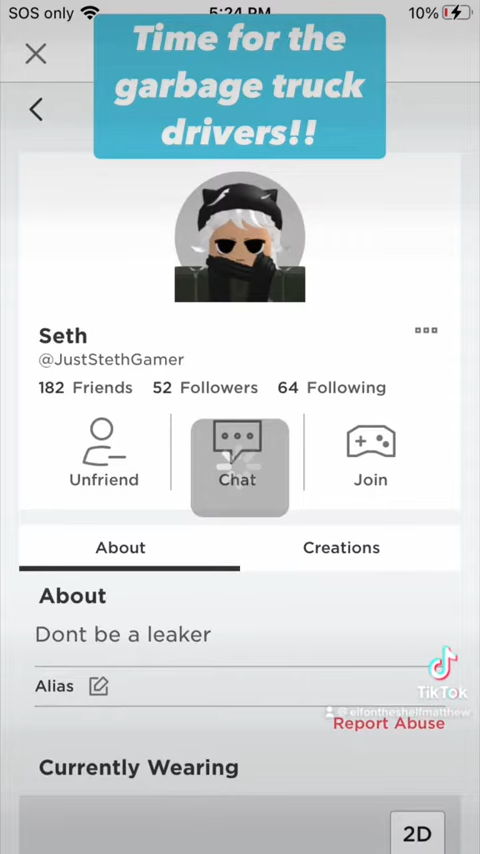 SOS only 5:24 PM 10%
Time for the
garbage truck
drivers!!
Seth
@JustStethGamer
182 Friends 52 Followers 64 Following
Unfriend Chat Join
About Creations
About
Dont be a leaker
Alias
TikTok
@elfontheshelfmatthew
Report Abuse
Currently Wearing
2D